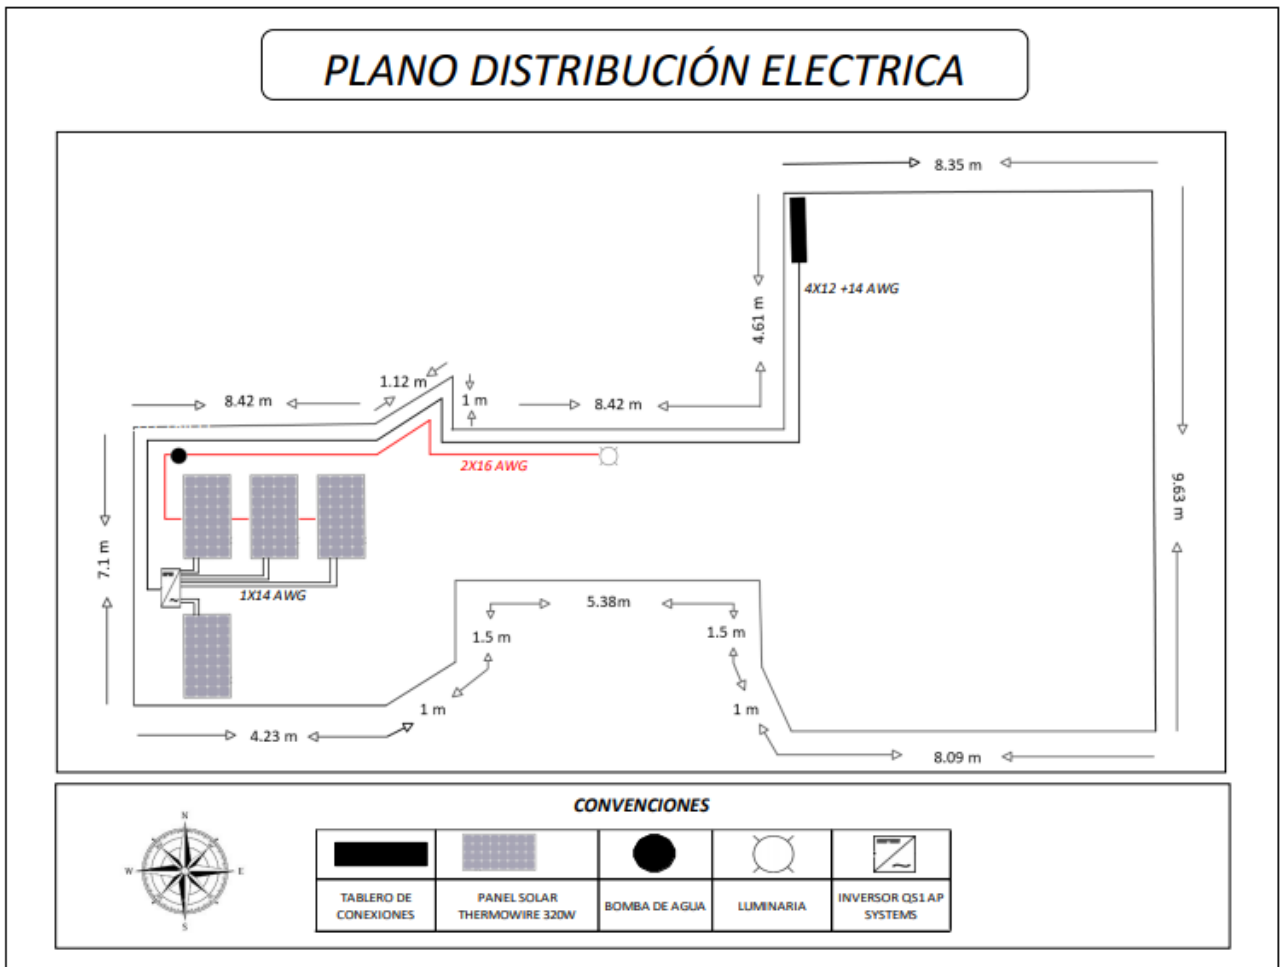 PLANO DISTRIBUCIÓN ELECTRICA
8.35 m
4X12 +14 AWG
4.61 m
1.12 m
1 m
8.42 m
8.42 m
2X16 AWG
9.63 m
7.1 m
1X14 AWG
5.38m
1.5 m
1.5 m
1 m
1 m
4.23 m
8.09 m
CONVENCIONES
N
W
E
S
TABLERO DE
CONEXIONES
PANEL SOLAR
THERMOWIRE 320W
BOMBA DE AGUA
LUMINARIA
INVERSOR QS1 AP
SYSTEMS